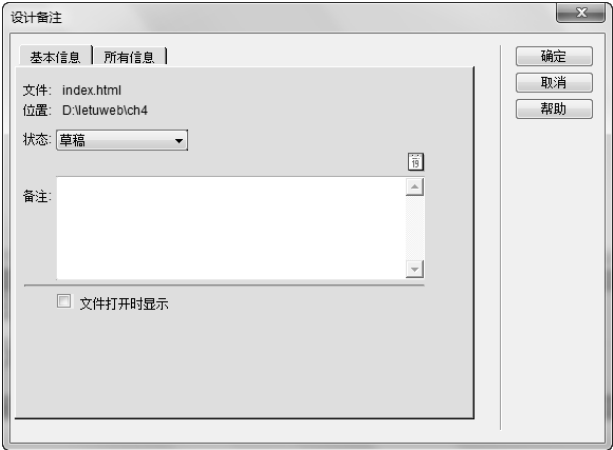 设计备注
基本信息 所有信息
确定
文件: index.html
取消
位置: D:\letuweb\ch4
帮助
状态: 草稿
19
备注:
文件打开时显示